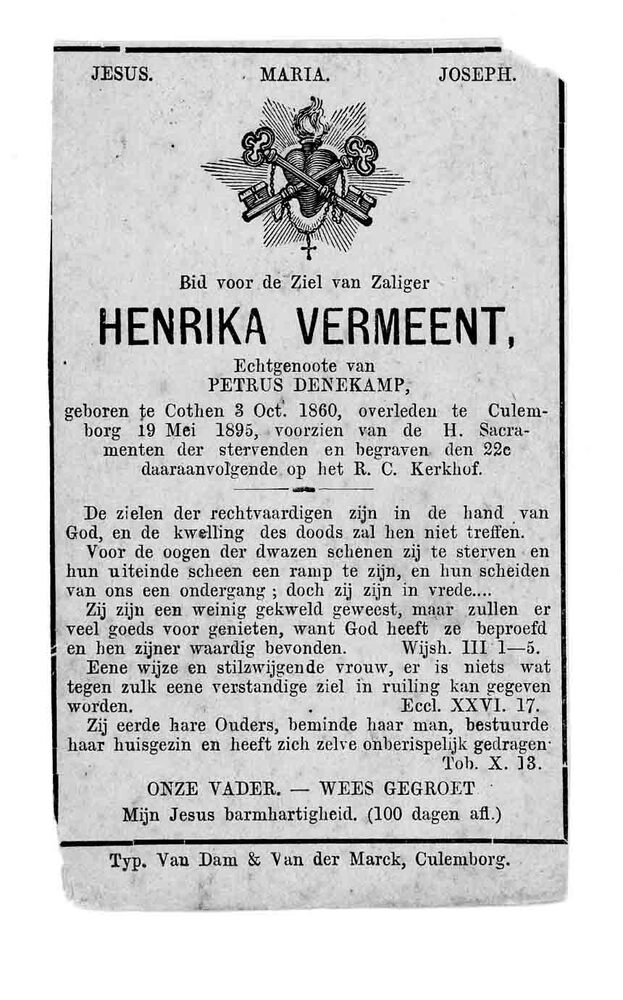 JESUS. MARIA. JOSEPH.
Bid voor de Ziel van Zaliger
HENRIKA VERMEENT,
Echtgenoote van
PETRUS DENEKAMP,
geboren te Cothen 3 Oct. 1860, overleden te Culem-
borg 19 Mei 1895, voorzien van de H. Sacra-
menten der stervenden en begraven den 22e
daaraanvolgende op het R. C. Kerkhof.
De zielen der rechtvaardigen zijn in de hand van
God, en de kwelling des doods zal hen niet treffen.
Voor de oogen der dwazen schenen zij te sterven en
hun uiteinde scheen een ramp te zijn, en hun scheiden
van ons een ondergang ; doch zij zijn in vrede....
Zij zijn een weinig gekweld geweest, maar zullen er
veel goeds voor genieten, want God heeft ze beproefd
en hen zijner waardig bevonden. Wijsh. III 1—5.
Eene wijze en stilzwijgende vrouw, er is niets wat
tegen zulk eene verstandige ziel in ruiling kan gegeven
worden. Eccl. XXVI. 17.
Zij eerde hare Ouders, beminde haar man, bestuurde
haar huisgezin en heeft zich zelve onberispelijk gedragen.
Tob. X. 13.
ONZE VADER. — WEES GEGROET
Mijn Jesus barmhartigheid. (100 dagen afl.)
Typ. Van Dam & Van der Marck, Culemborg.